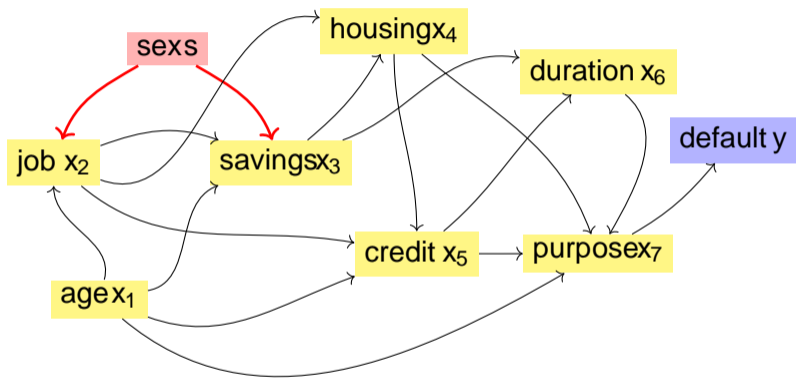 sex s
housing x₄
duration x₆
default y
job x₂
savings x₃
credit x₅
purpose x₇
age x₁